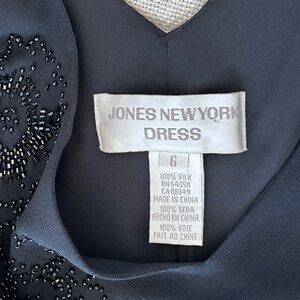 JONES NEW YORK
DRESS
6
100% SILK
RN 54050
CA 08349
MADE IN CHINA
100% SEDA
HECHO EN CHINA
100% SOIE
FAIT AU CHINE